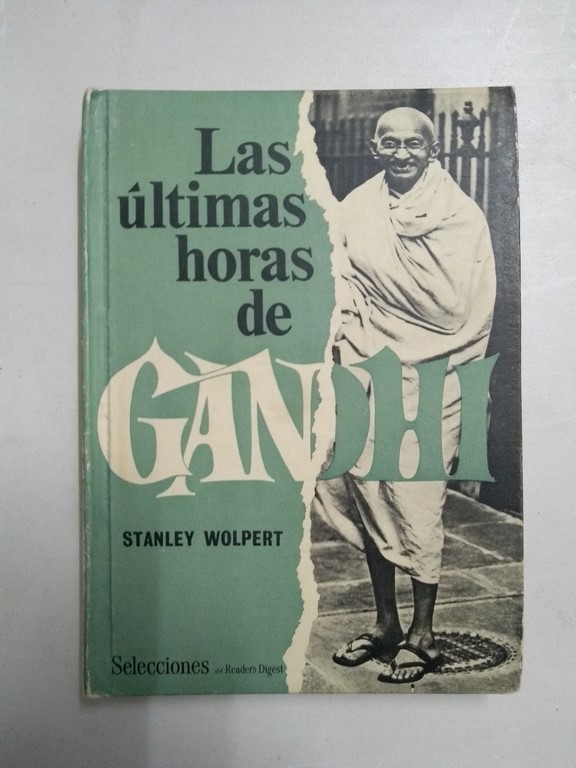 Las
últimas
horas
de
GANDHI
STANLEY WOLPERT
Selecciones del Reader's Digest